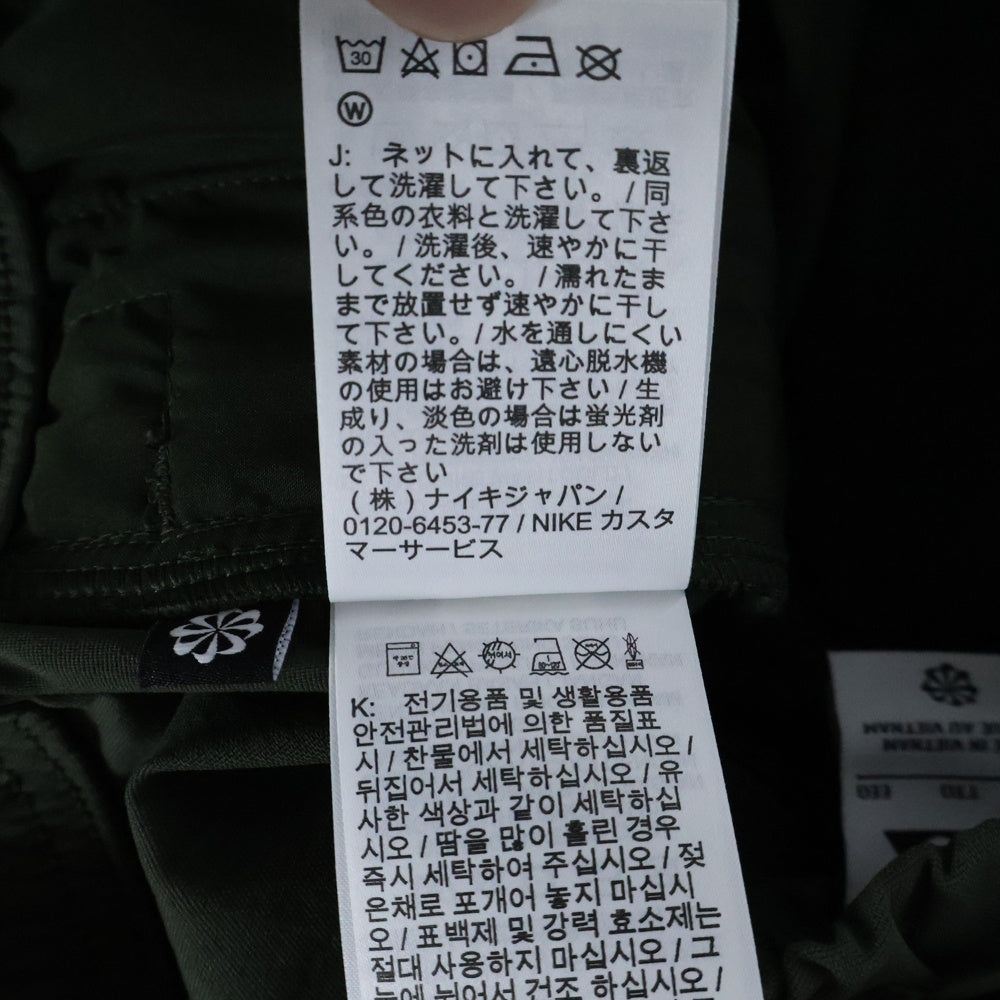 30
W
J: ネットに入れて、裏返
して洗濯して下さい。 / 同
系色の衣料と洗濯して下さ
い。 / 洗濯後、速やかに干
してください。 / 濡れたま
まで放置せず速やかに干し
て下さい。/ 水を通しにくい
素材の場合は、遠心脱水機
の使用はお避け下さい / 生
成り、淡色の場合は蛍光剤
の入った洗剤は使用しない
で下さい
(株) ナイキジャパン /
0120-6453-77 / NIKE カスタ
マーサービス
K: 전기용품 및 생활용품
안전관리법에 의한 품질표
시 / 찬물에서 세탁하십시오 /
뒤집어서 세탁하십시오 / 유
사한 색상과 같이 세탁하십
시오 / 땀을 많이 흘린 경우
즉시 세탁하여 주십시오 / 젖
은채로 포개어 놓지 마십시
오 / 표백제 및 강력 효소제는
절대 사용하지 마십시오 / 그
늘에 뉘어서 건조 하십시오 /